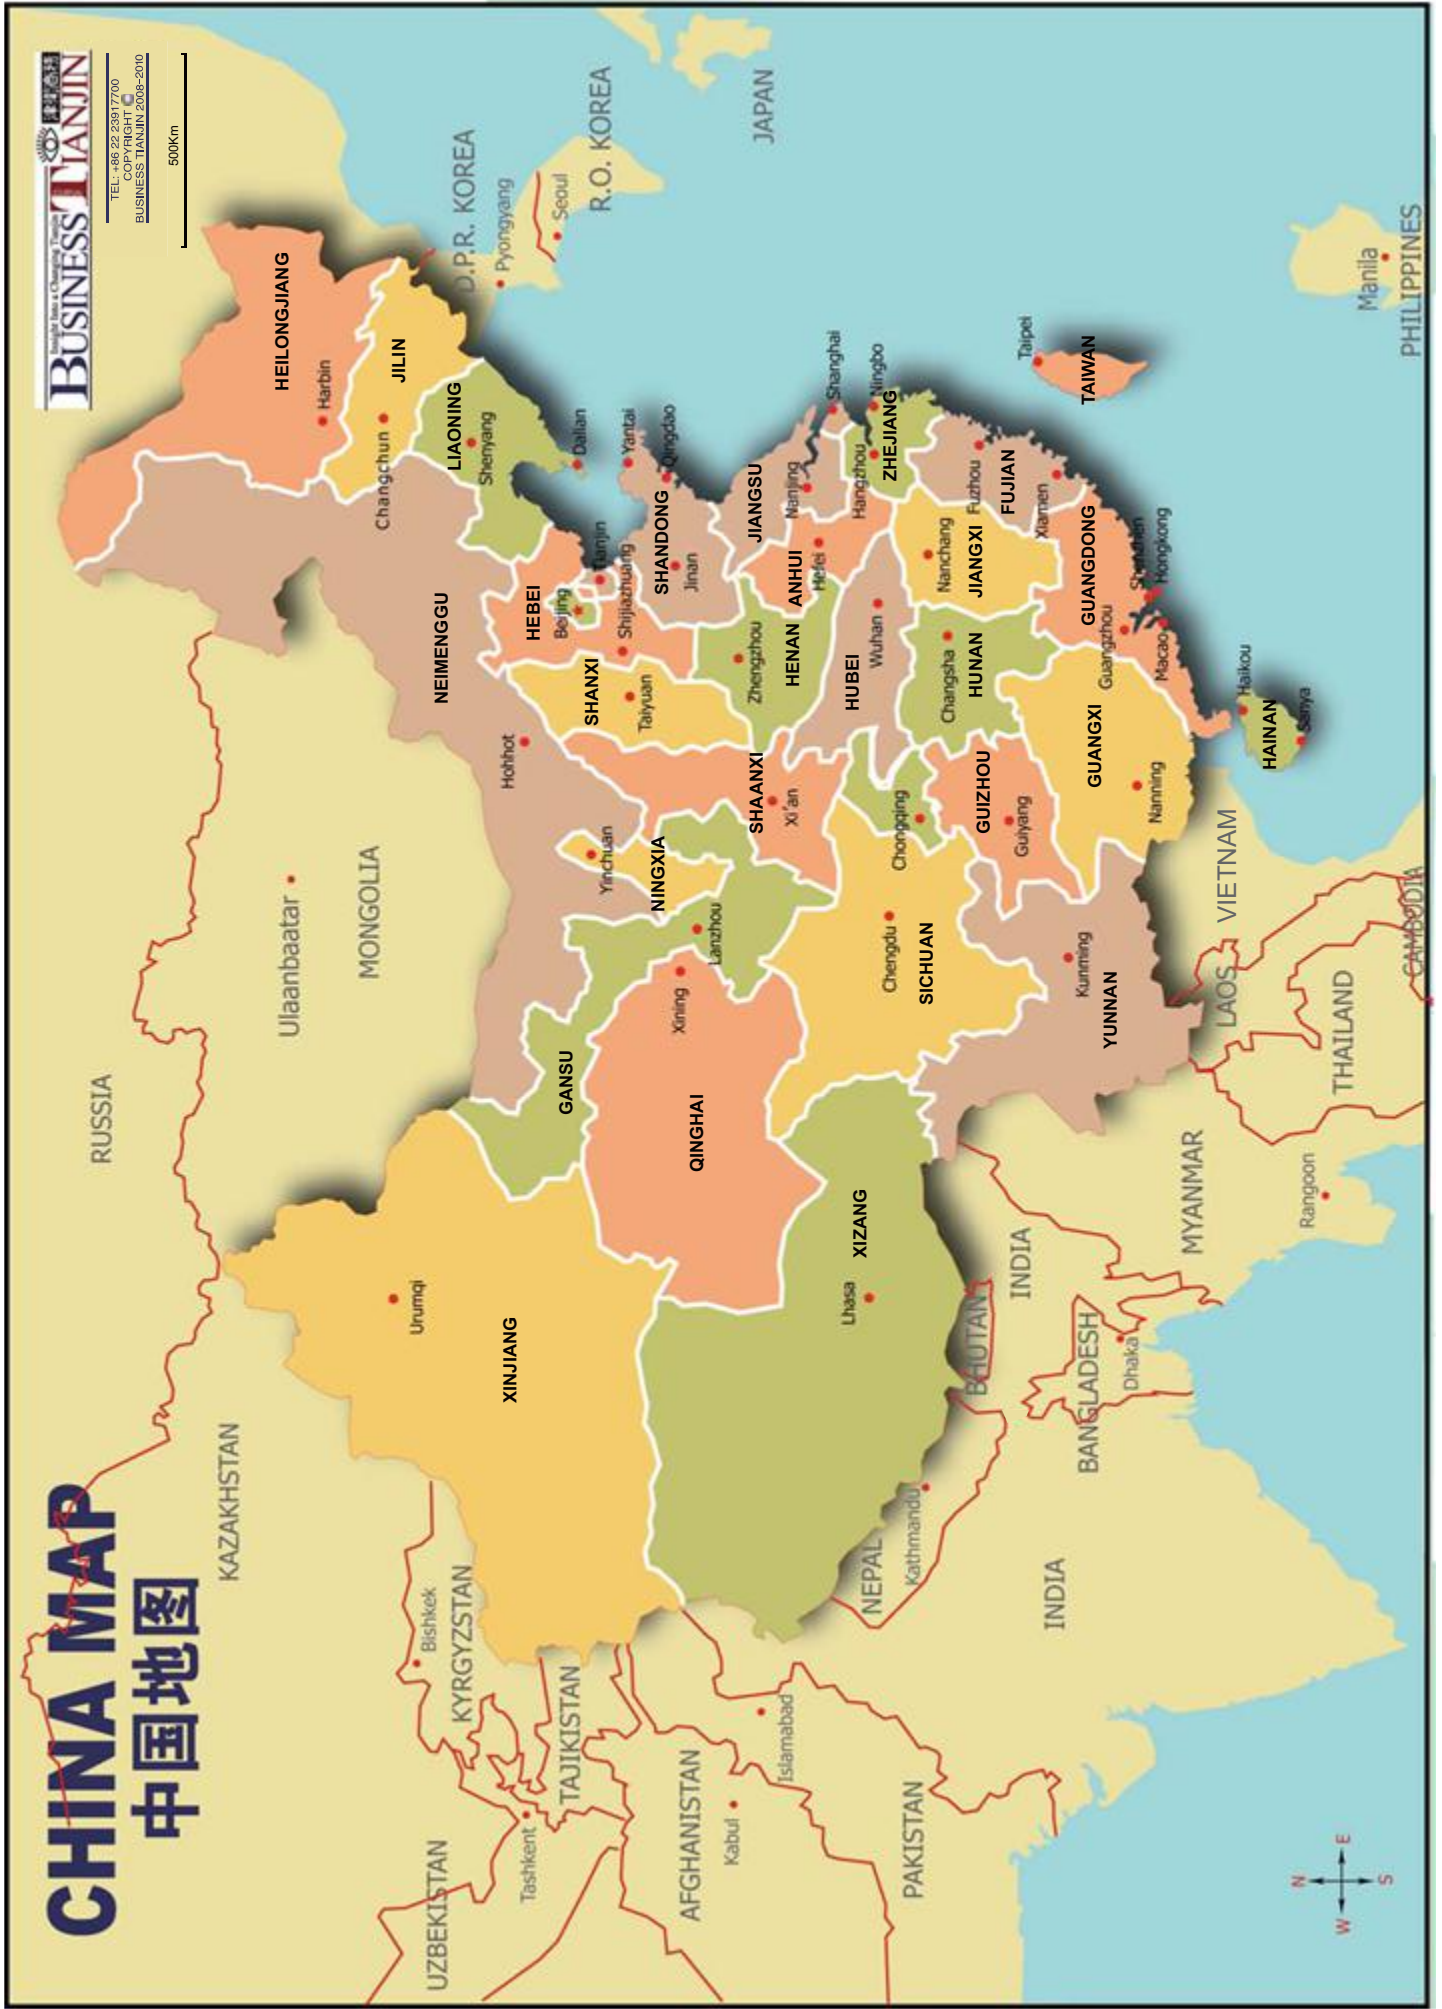 CHINA MAP
中国地图
Insight Into a Changing Tianjin
BUSINESS TIANJIN
TEL: +86 22 23917700
COPYRIGHT
BUSINESS TIANJIN 2008-2010
500Km
RUSSIA
KAZAKHSTAN
Ulaanbaatar
MONGOLIA
HEILONGJIANG
Harbin
JILIN
Changchun
LIAONING
Shenyang
Dalian
NEIMENGGU
Hohhot
Urumqi
XINJIANG
Bishkek
KYRGYZSTAN
UZBEKISTAN
Tashkent
TAJIKISTAN
AFGHANISTAN
Kabul
Islamabad
PAKISTAN
D.P.R. KOREA
Pyongyang
Seoul
R.O. KOREA
JAPAN
HEBEI
Beijing
Tianjin
Shijiazhuang
SHANXI
Taiyuan
Yantai
Qingdao
SHANDONG
Jinan
Yinchuan
NINGXIA
GANSU
Lanzhou
Xining
QINGHAI
SHAANXI
Xi'an
Zhengzhou
HENAN
JIANGSU
Nanjing
ANHUI
Hefei
Shanghai
Hangzhou
Ningbo
ZHEJIANG
HUBEI
Wuhan
Chongqing
Chengdu
SICHUAN
XIZANG
Lhasa
NEPAL
Kathmandu
BHUTAN
INDIA
INDIA
BANGLADESH
Dhaka
Nanchang
JIANGXI
Changsha
HUNAN
Fuzhou
FUJIAN
Xiamen
Taipei
TAIWAN
GUIZHOU
Guiyang
Kunming
YUNNAN
GUANGXI
Nanning
GUANGDONG
Guangzhou
Shenzhen
Hongkong
Macao
Haikou
HAINAN
Sanya
MYANMAR
Rangoon
LAOS
VIETNAM
THAILAND
CAMBODIA
Manila
PHILIPPINES
N
W
E
S